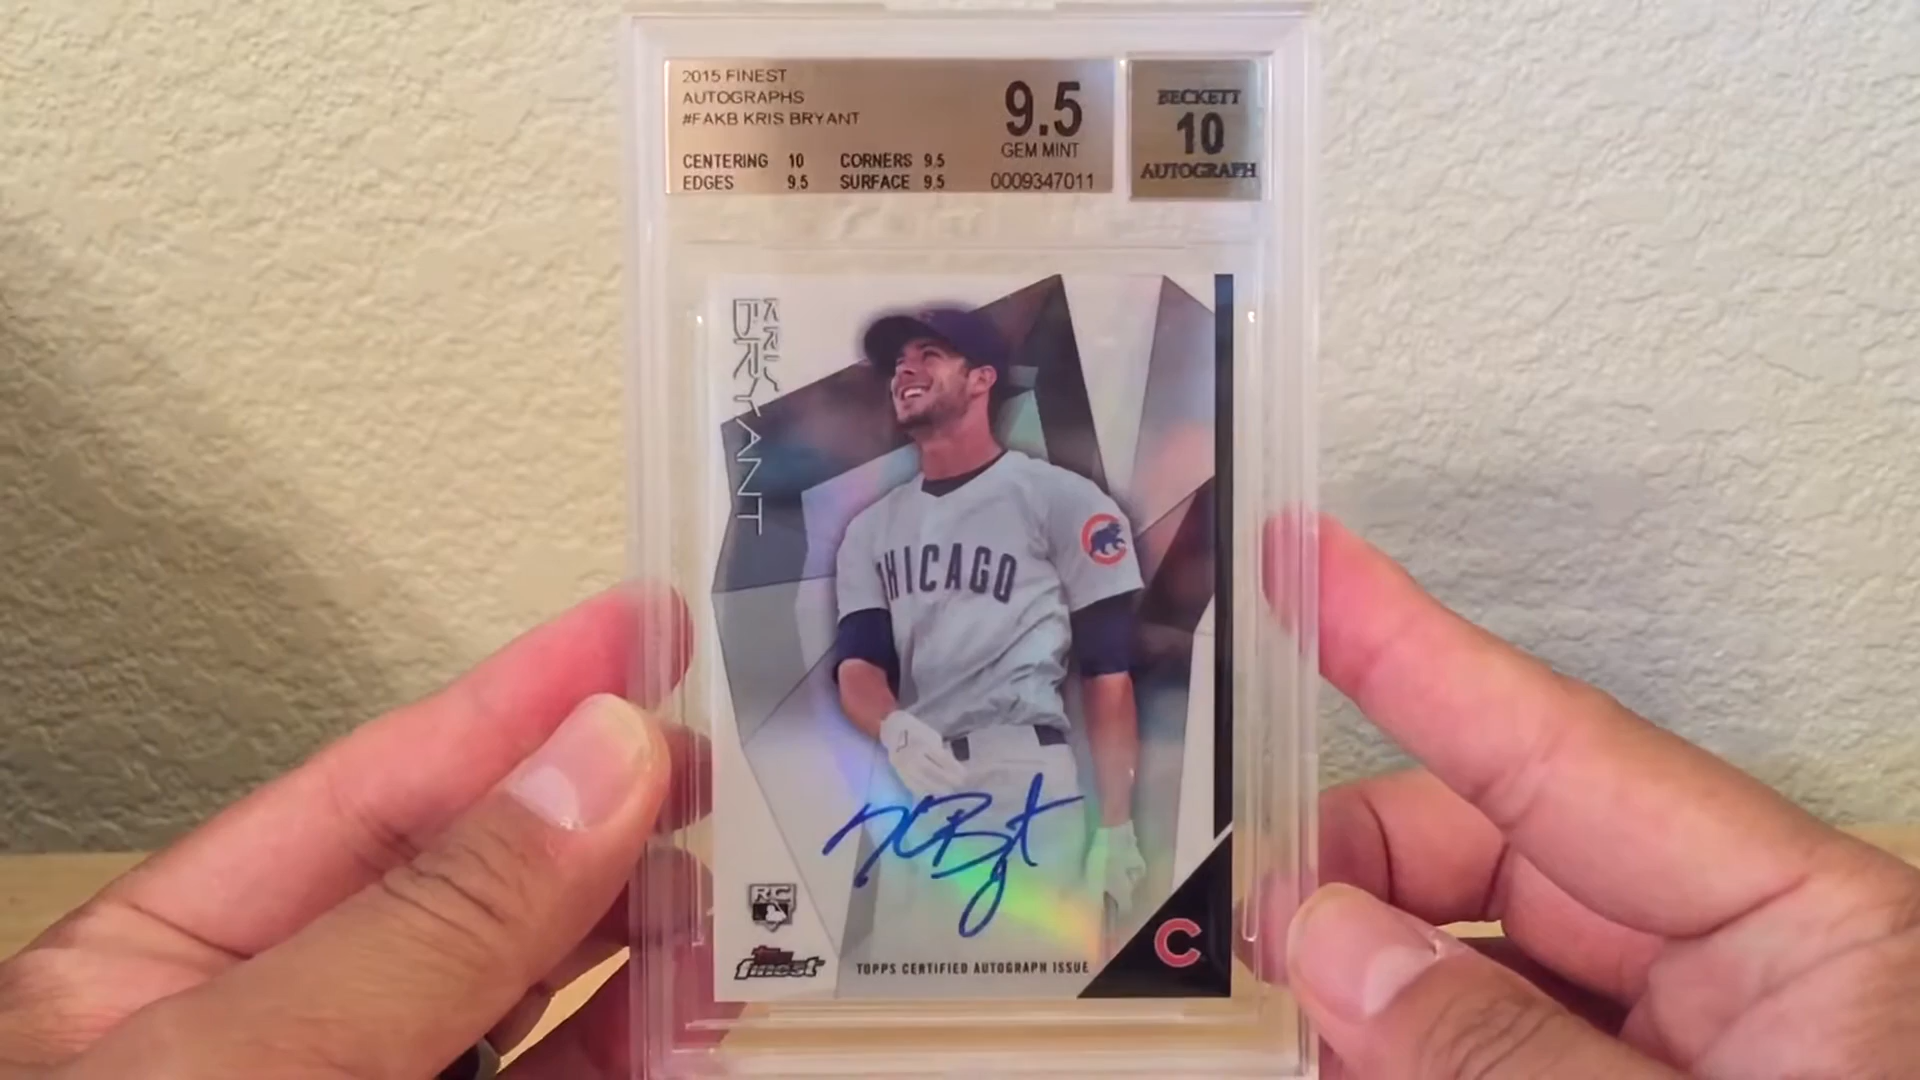 2015 FINEST
AUTOGRAPHS
#FAKB KRIS BRYANT
CENTERING 10 CORNERS 9.5
EDGES 9.5 SURFACE 9.5
9.5
GEM MINT
0009347011
BECKETT
10
AUTOGRAPH
KRIS
BRYANT
CHICAGO
C
RC
Topps
finest
TOPPS CERTIFIED AUTOGRAPH ISSUE
C